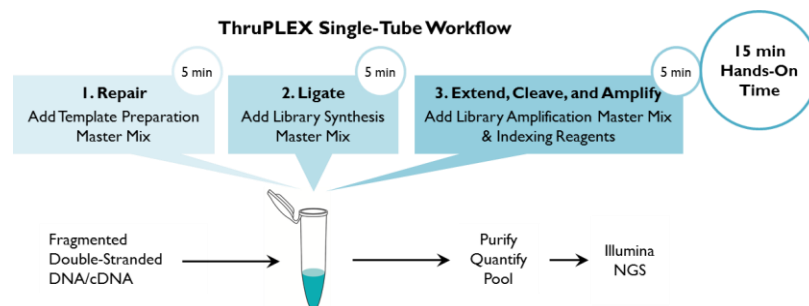 ThruPLEX Single-Tube Workflow
15 min
Hands-On
Time
5 min
5 min
5 min
1. Repair
Add Template Preparation
Master Mix
2. Ligate
Add Library Synthesis
Master Mix
3. Extend, Cleave, and Amplify
Add Library Amplification Master Mix
& Indexing Reagents
Fragmented
Double-Stranded
DNA/cDNA
Purify
Quantify
Pool
Illumina
NGS